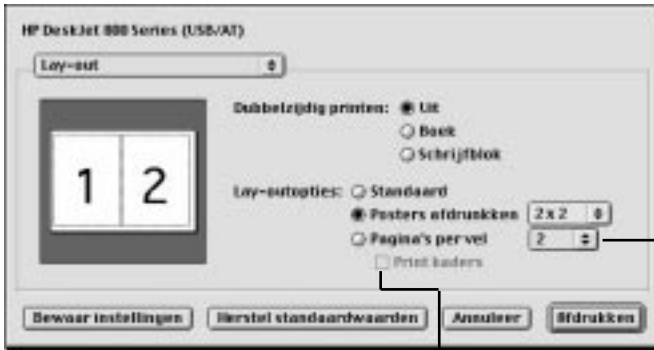 HP DeskJet 800 Series (USB/AT)
Lay-out
Dubbelzijdig printen: Uit
Boek
Schrijfblok
1 2
Lay-outopties: Standaard
Posters afdrunkken 2 x 2
Pagina's per vel 2
Print kaders
Bewaar instellingen Herstel standaardwaarden Annuleer Afdrukken